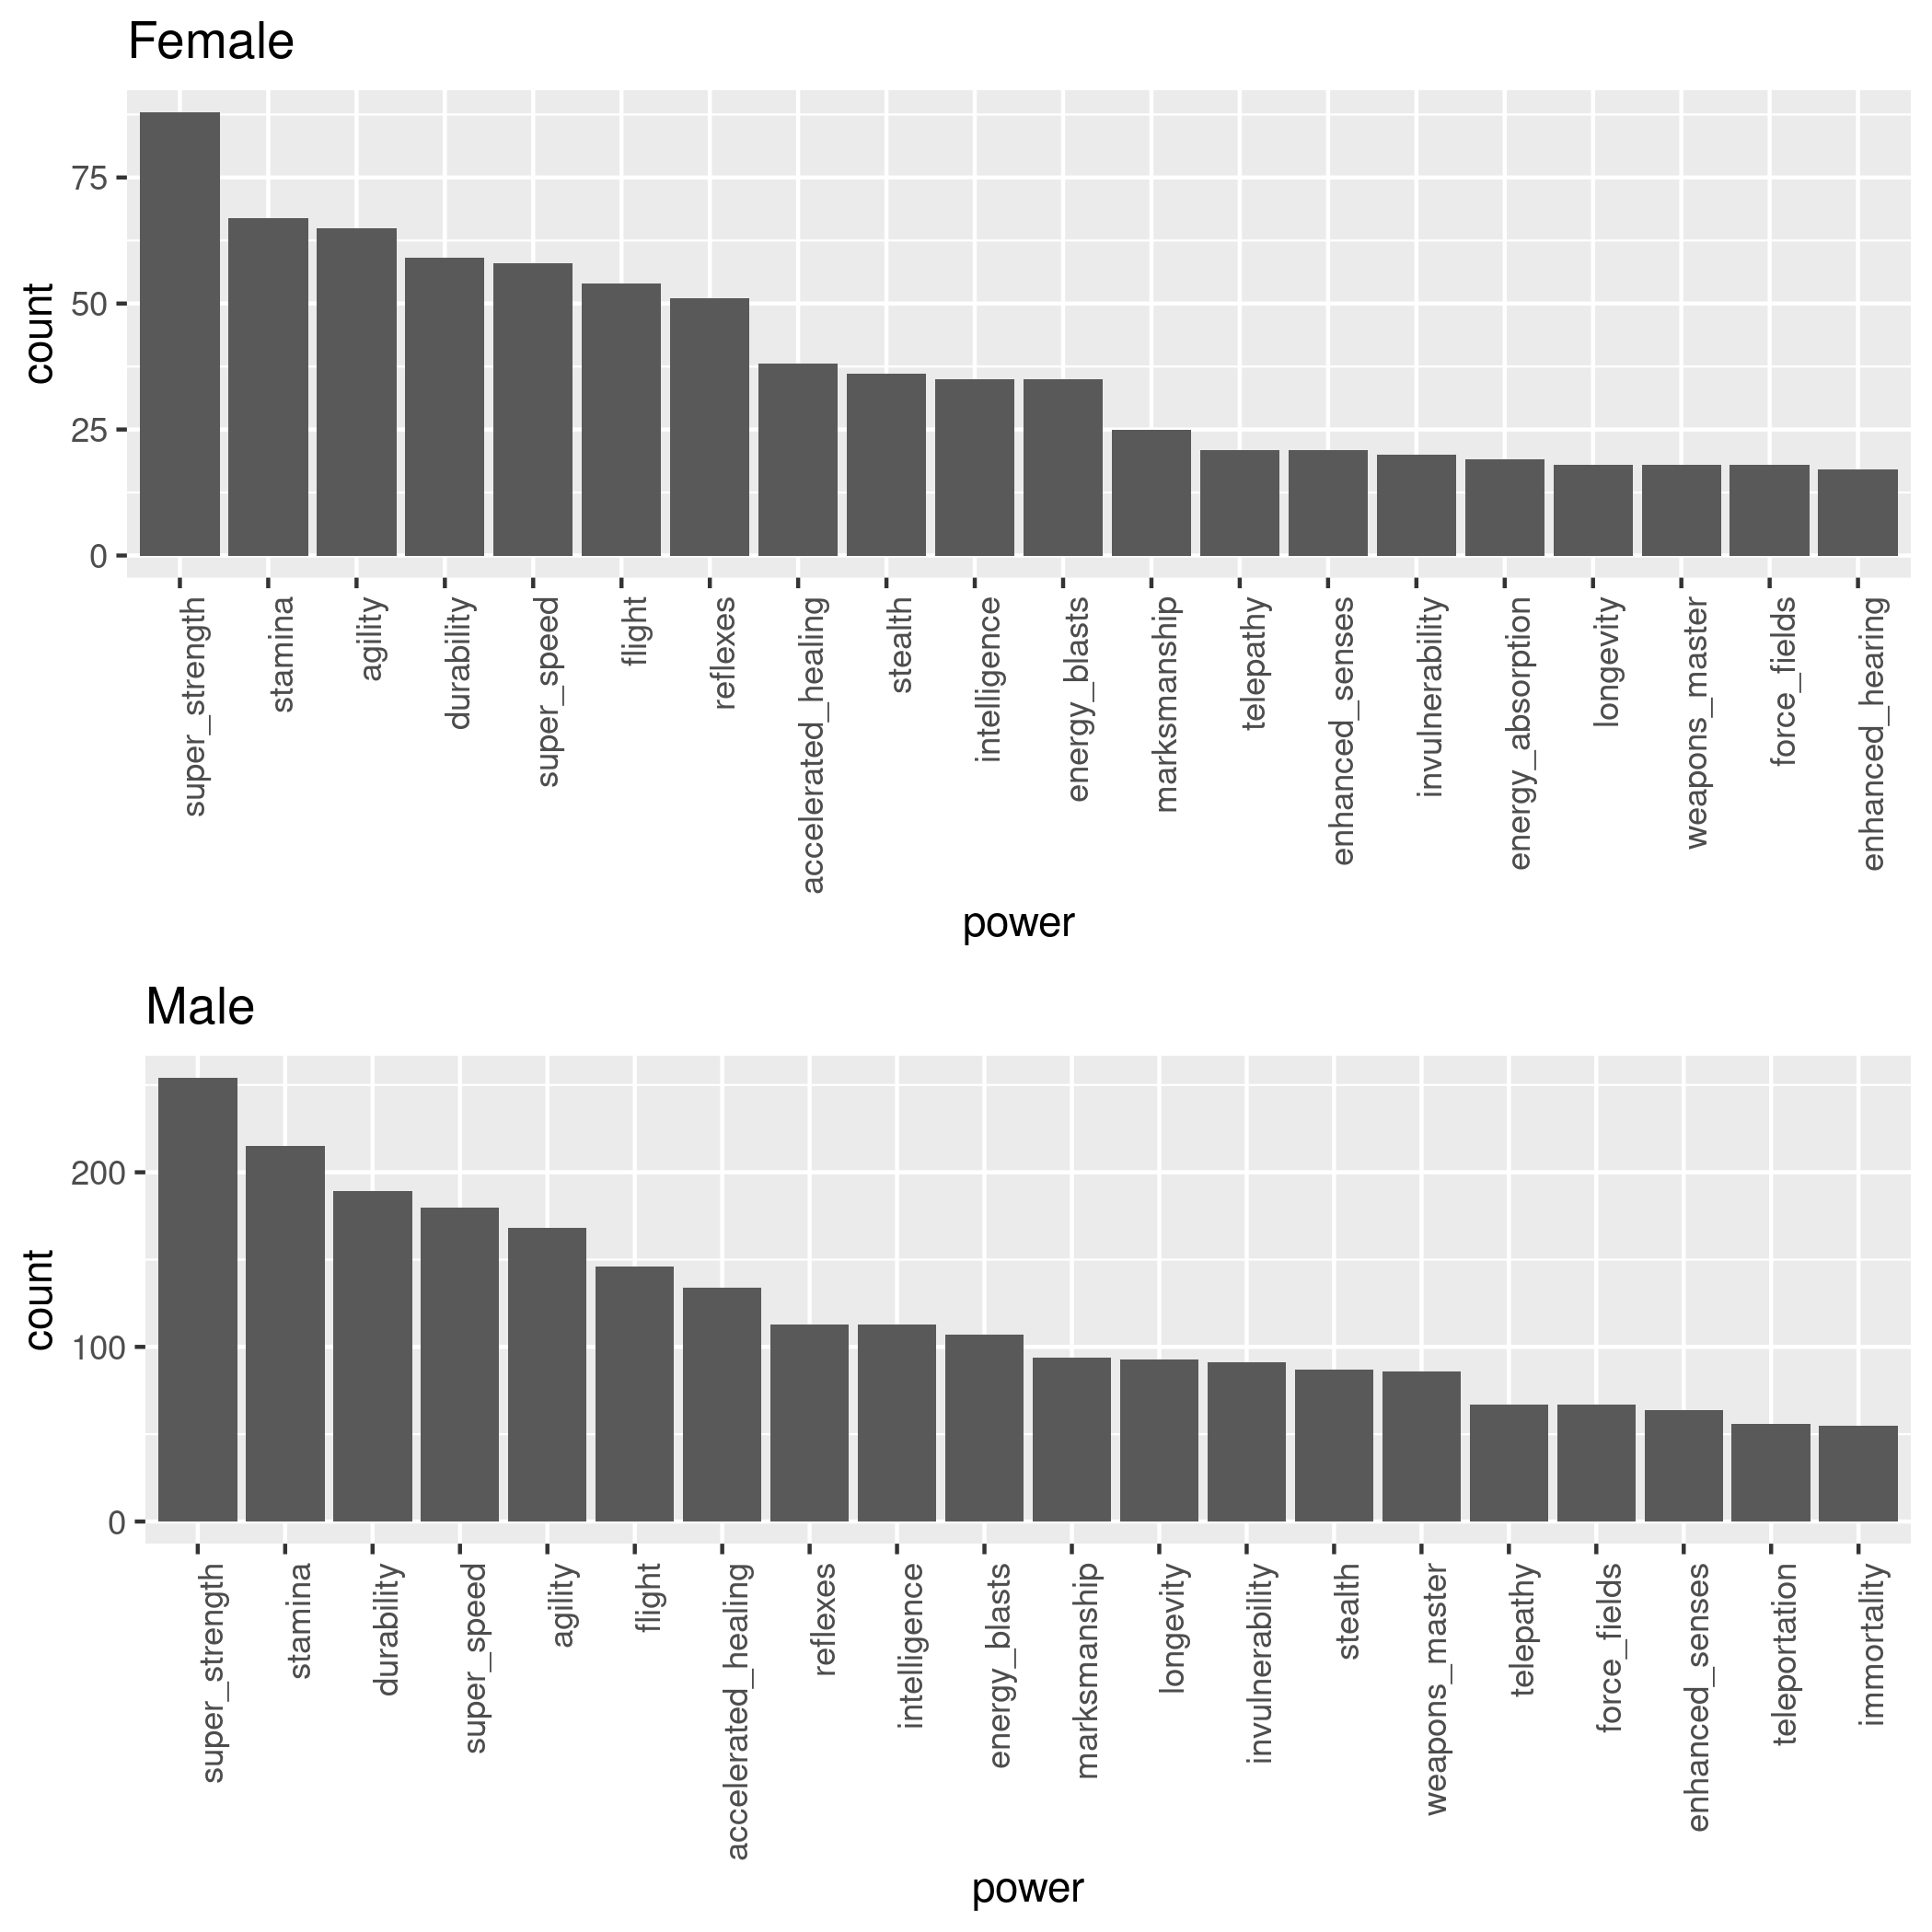 Female
count
75
50
25
0
super_strength
stamina
agility
durability
super_speed
flight
reflexes
accelerated_healing
stealth
intelligence
energy_blasts
marksmanship
telepathy
enhanced_senses
invulnerability
energy_absorption
longevity
weapons_master
force_fields
enhanced_hearing
power
Male
count
200
100
0
super_strength
stamina
durability
super_speed
agility
flight
accelerated_healing
reflexes
intelligence
energy_blasts
marksmanship
longevity
invulnerability
stealth
weapons_master
telepathy
force_fields
enhanced_senses
teleportation
immortality
power